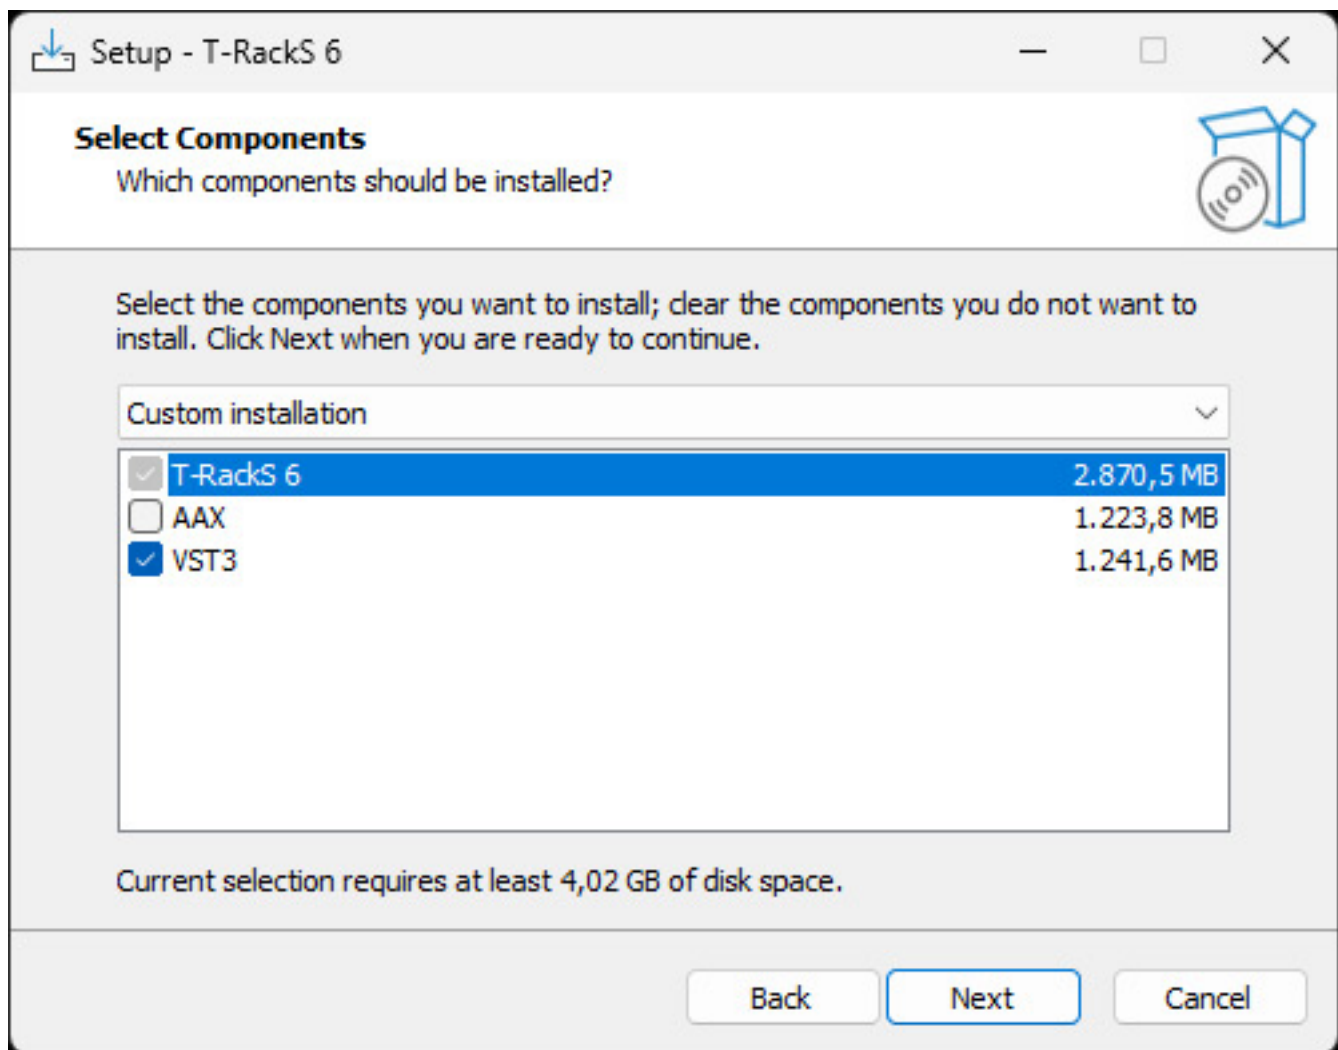 Setup - T-RackS 6
Select Components
Which components should be installed?
Select the components you want to install; clear the components you do not want to
install. Click Next when you are ready to continue.
Custom installation
T-RackS 6 2.870,5 MB
AAX 1.223,8 MB
VST3 1.241,6 MB
Current selection requires at least 4,02 GB of disk space.
Back Next Cancel